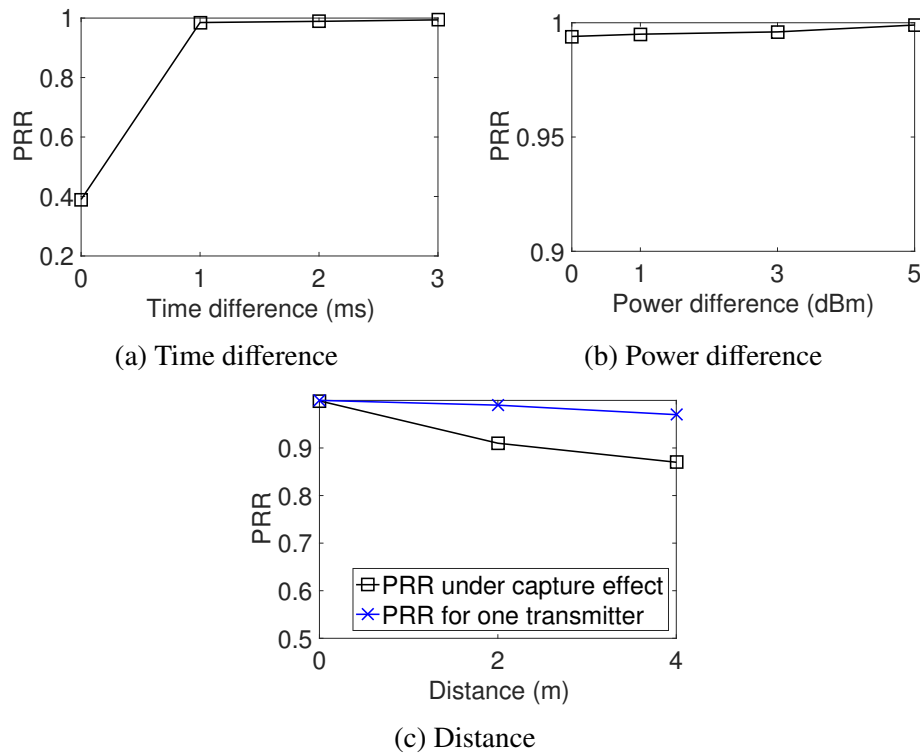 1
0.8
0.6
0.4
0.2
PRR
0 1 2 3
Time difference (ms)
(a) Time difference
1
0.95
0.9
PRR
0 1 3 5
Power difference (dBm)
(b) Power difference
0.9
0.8
0.7
0.6
0.5
PRR
PRR under capture effect
PRR for one transmitter
0 2 4
Distance (m)
(c) Distance